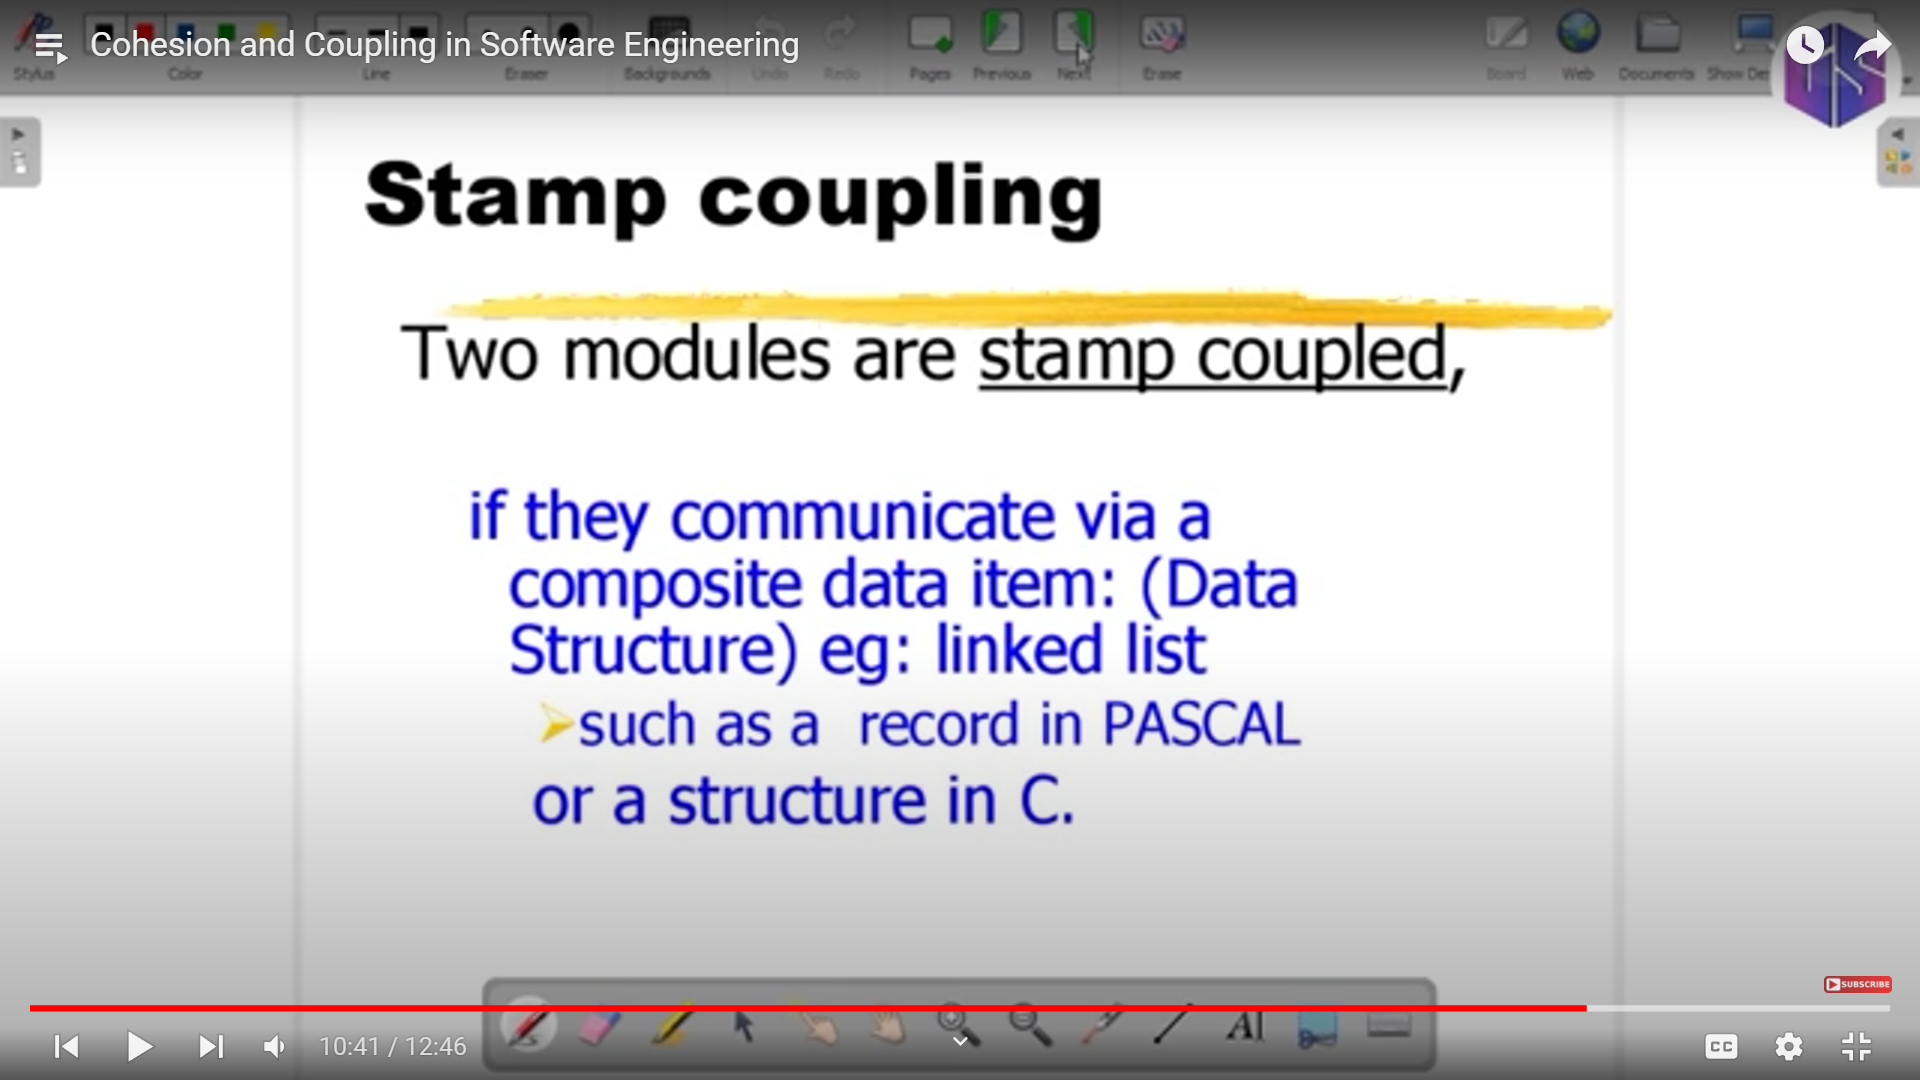 Cohesion and Coupling in Software Engineering
Stylus
Color
Line
Eraser
Backgrounds
Undo
Redo
Pages
Previous
Next
Erase
Board
Web
Documents
Show De
Stamp coupling
Two modules are stamp coupled,
if they communicate via a
composite data item: (Data
Structure) eg: linked list
such as a record in PASCAL
or a structure in C.
SUBSCRIBE
10:41 / 12:46
CC
AI